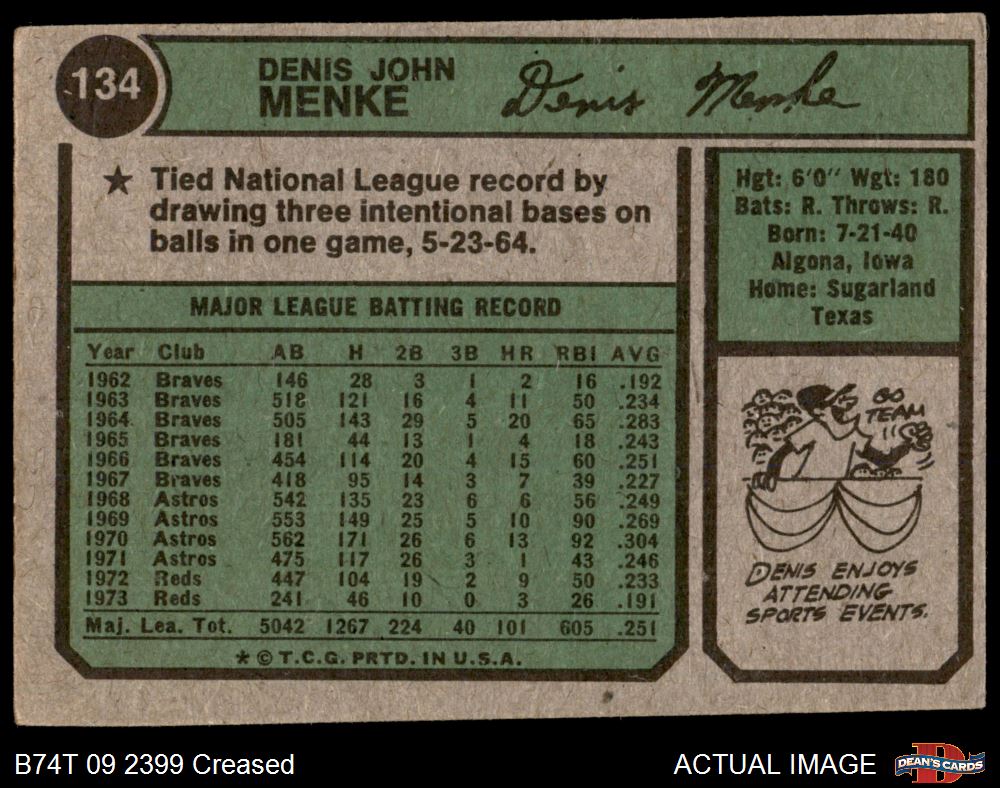 134
DENIS JOHN
MENKE
Denis Menke
★ Tied National League record by
drawing three intentional bases on
balls in one game, 5-23-64.
MAJOR LEAGUE BATTING RECORD
Year Club AB H 2B 3B HR RBI AVG
1962 Braves 146 28 3 1 2 16 .192
1963 Braves 518 121 16 4 11 50 .234
1964 Braves 505 143 29 5 20 65 .283
1965 Braves 181 44 13 1 4 18 .243
1966 Braves 454 114 20 4 15 60 .251
1967 Braves 418 95 14 3 7 39 .227
1968 Astros 542 135 23 6 6 56 .249
1969 Astros 553 149 25 5 10 90 .269
1970 Astros 562 171 26 6 13 92 .304
1971 Astros 475 117 26 3 1 43 .246
1972 Reds 447 104 19 2 9 50 .233
1973 Reds 241 46 10 0 3 26 .191
Maj. Lea. Tot. 5042 1267 224 40 101 605 .251
* © T.C.G. PRTD. IN U.S.A.
Hgt: 6'0" Wgt: 180
Bats: R. Throws: R.
Born: 7-21-40
Algona, Iowa
Home: Sugarland
Texas
GO
TEAM
DENIS ENJOYS
ATTENDING
SPORTS EVENTS.
B74T 09 2399 Creased
ACTUAL IMAGE
DEAN'S CARDS